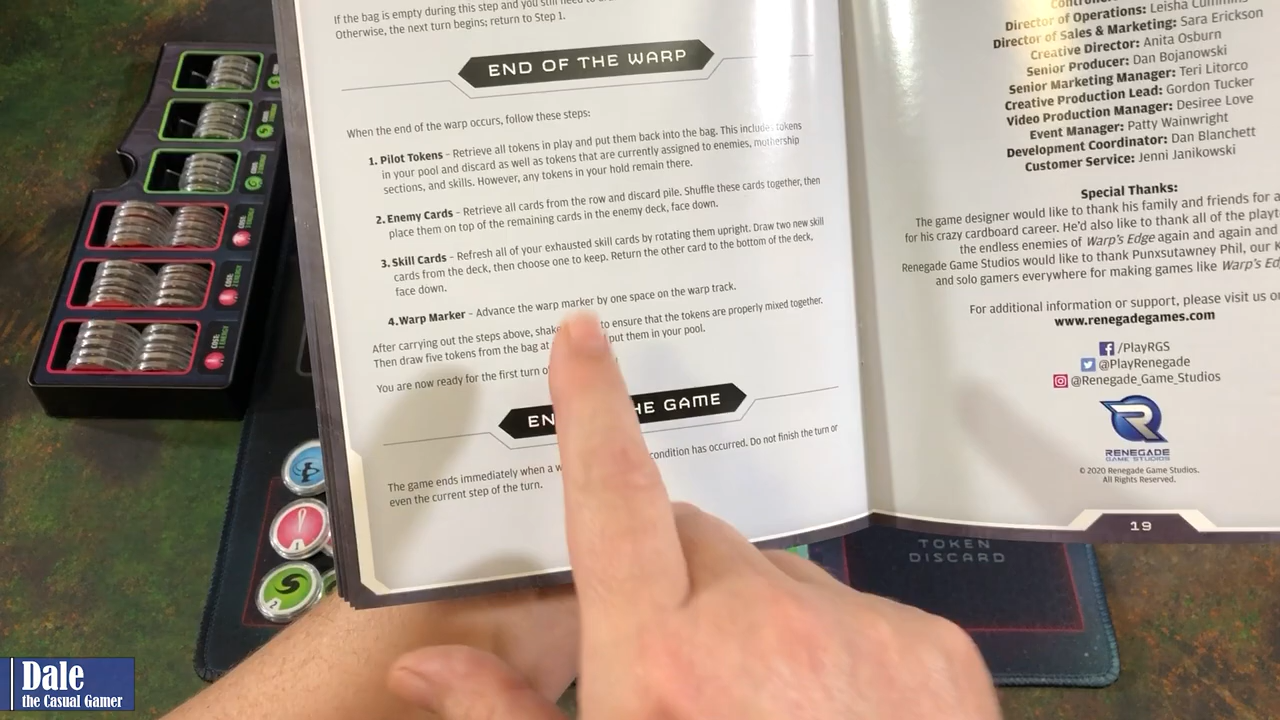 If the bag is empty during this step and you still need to
Otherwise, the next turn begins; return to Step 1.
END OF THE WARP
When the end of the warp occurs, follow these steps:
1. Pilot Tokens – Retrieve all tokens in play and put them back into the bag. This includes tokens
in your pool and discard as well as tokens that are currently assigned to enemies, mothership
sections, and skills. However, any tokens in your hold remain there.
2. Enemy Cards – Retrieve all cards from the row and discard pile. Shuffle these cards together, then
place them on top of the remaining cards in the enemy deck, face down.
3. Skill Cards – Refresh all of your exhausted skill cards by rotating them upright. Draw two new skill
cards from the deck, then choose one to keep. Return the other card to the bottom of the deck,
face down.
4. Warp Marker – Advance the warp marker by one space on the warp track.
After carrying out the steps above, shake to ensure that the tokens are properly mixed together.
Then draw five tokens from the bag at put them in your pool.
You are now ready for the first turn of
EN HE GAME
The game ends immediately when a w condition has occurred. Do not finish the turn or
even the current step of the turn.
Director of Operations: Leisha Cummins
Director of Sales & Marketing: Sara Erickson
Creative Director: Anita Osburn
Senior Producer: Dan Bojanowski
Senior Marketing Manager: Teri Litorco
Creative Production Lead: Gordon Tucker
Video Production Manager: Desiree Love
Event Manager: Patty Wainwright
Development Coordinator: Dan Blanchett
Customer Service: Jenni Janikowski
Special Thanks:
The game designer would like to thank his family and friends for a
for his crazy cardboard career. He'd also like to thank all of the playt
the endless enemies of Warp's Edge again and again and
Renegade Game Studios would like to thank Punxsutawney Phil, our K
and solo gamers everywhere for making games like Warp's Ed
For additional information or support, please visit us o
www.renegadegames.com
/PlayRGS
@PlayRenegade
@Renegade_Game_Studios
RENEGADE
GAME STUDIOS
© 2020 Renegade Game Studios.
All Rights Reserved.
19
TOKEN
DISCARD
1
2
Dale
the Casual Gamer